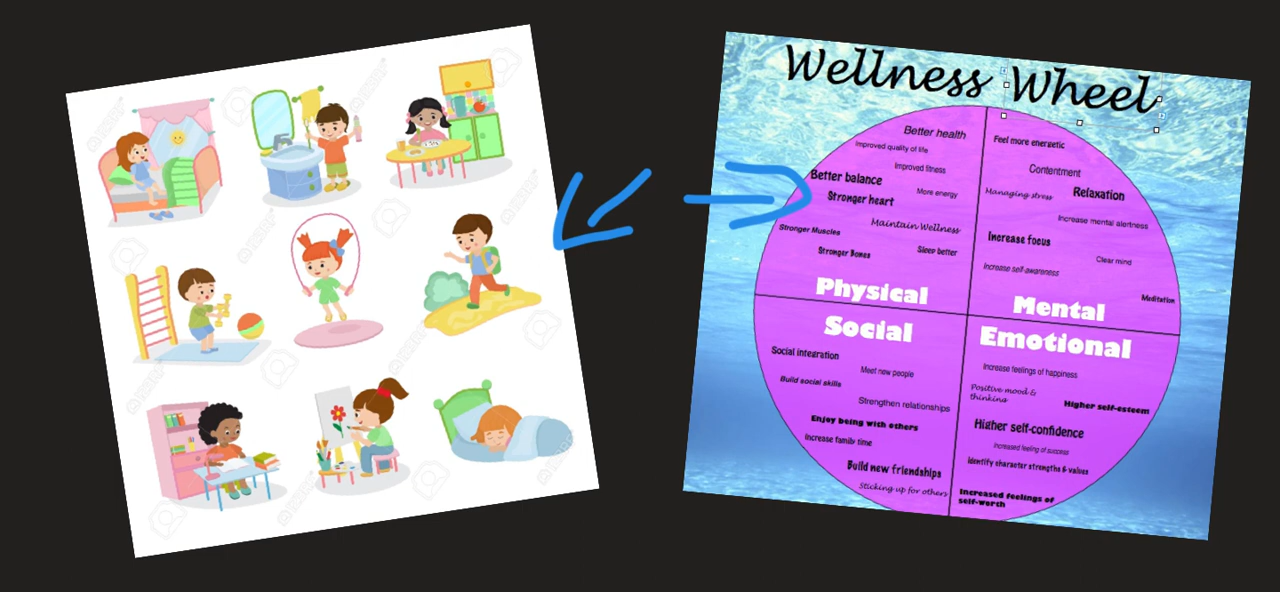 Wellness Wheel
Better health
Improved quality of life
Improved fitness
Better balance
More energy
Stronger heart
Maintain Wellness
Stronger Muscles
Sleep better
Stronger Bones
Physical
Feel more energetic
Contentment
Managing stress
Relaxation
Increase mental alertness
Increase focus
Clear mind
Increase self-awareness
Meditation
Mental
Social
Social integration
Meet new people
Build social skills
Strengthen relationships
Enjoy being with others
Increase family time
Build new friendships
Sticking up for others
Emotional
Increase feelings of happiness
Positive mood &
thinking
Higher self-esteem
Higher self-confidence
Increased feeling of success
Identify character strengths & values
Increased feelings of
self-worth